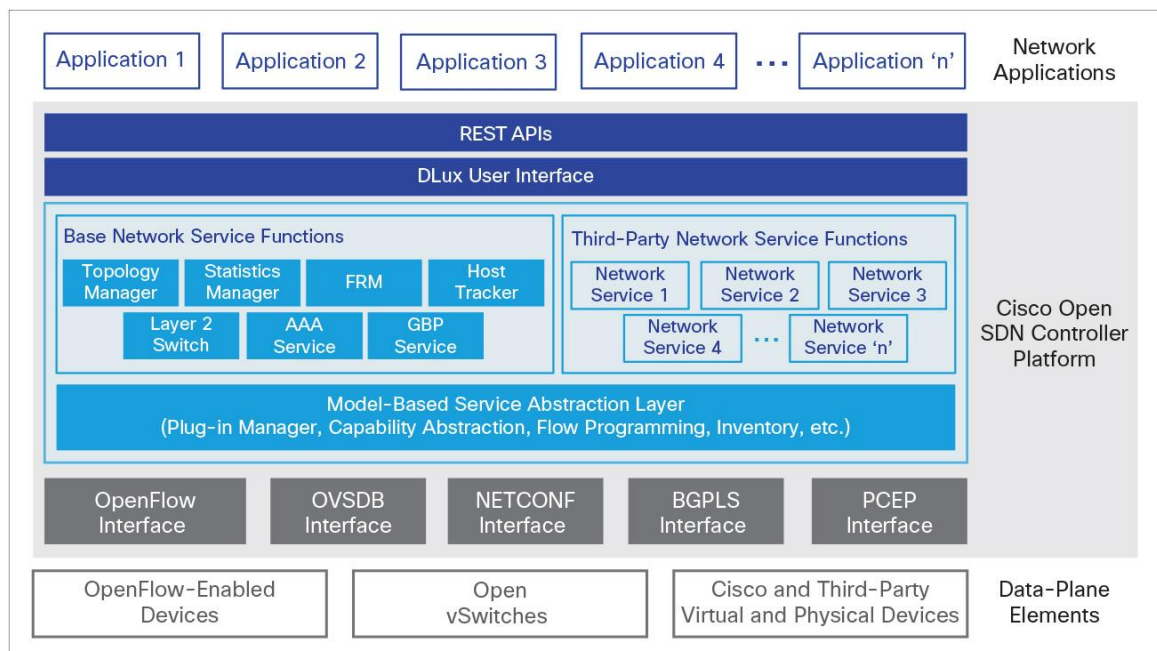 Application 1
Application 2
Application 3
Application 4
...
Application ‘n’
Network
Applications
REST APIs
DLux User Interface
Base Network Service Functions
Topology
Manager
Statistics
Manager
FRM
Host
Tracker
Layer 2
Switch
AAA
Service
GBP
Service
Third-Party Network Service Functions
Network
Service 1
Network
Service 2
Network
Service 3
Network
Service 4
...
Network
Service ‘n’
Model-Based Service Abstraction Layer
(Plug-in Manager, Capability Abstraction, Flow Programming, Inventory, etc.)
Cisco Open
SDN Controller
Platform
OpenFlow
Interface
OVSDB
Interface
NETCONF
Interface
BGPLS
Interface
PCEP
Interface
OpenFlow-Enabled
Devices
Open
vSwitches
Cisco and Third-Party
Virtual and Physical Devices
Data-Plane
Elements